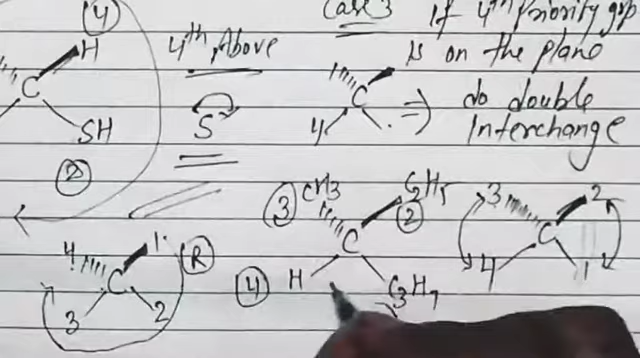 4
H
C
SH
2
4th Above
S
Case 3
If 4th Priority grp
is on the plane
C
4
=> do double
Interchange
4 1
C
3 2
R
3 CH3
C2H5 2
C
4 H
C3H7
3 2
C
4 1